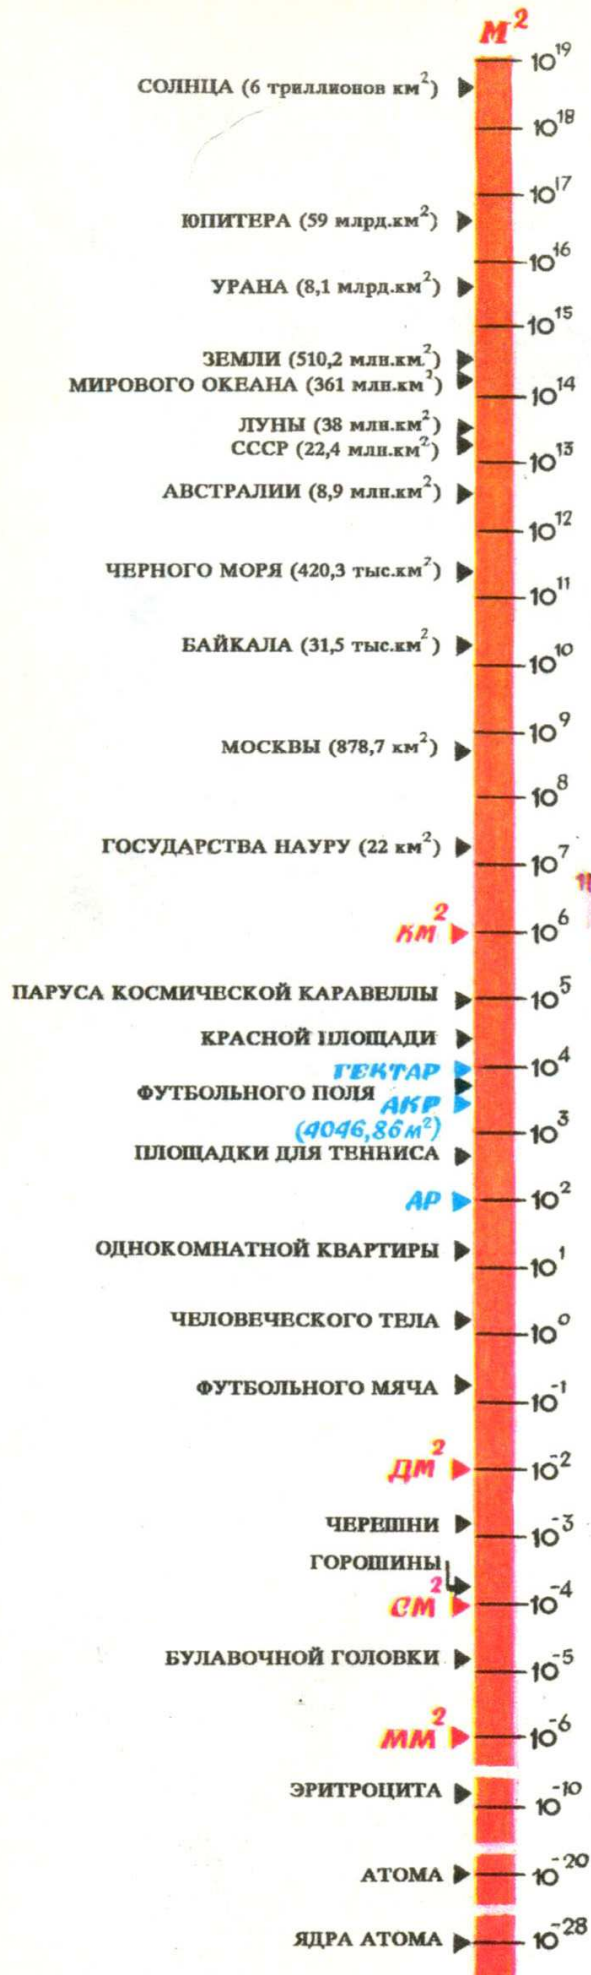 М²
10¹⁹
СОЛНЦА (6 триллионов км²)
10¹⁸
10¹⁷
ЮПИТЕРА (59 млрд.км²)
10¹⁶
УРАНА (8,1 млрд.км²)
10¹⁵
ЗЕМЛИ (510,2 млн.км²)
МИРОВОГО ОКЕАНА (361 млн.км²)
10¹⁴
ЛУНЫ (38 млн.км²)
СССР (22,4 млн.км²)
10¹³
АВСТРАЛИИ (8,9 млн.км²)
10¹²
ЧЕРНОГО МОРЯ (420,3 тыс.км²)
10¹¹
БАЙКАЛА (31,5 тыс.км²)
10¹⁰
10⁹
МОСКВЫ (878,7 км²)
10⁸
ГОСУДАРСТВА НАУРУ (22 км²)
10⁷
КМ² 10⁶
ПАРУСА КОСМИЧЕСКОЙ КАРАВЕЛЛЫ 10⁵
КРАСНОЙ ПЛОЩАДИ
ГЕКТАР 10⁴
ФУТБОЛЬНОГО ПОЛЯ
АКР
(4046,86 м²) 10³
ПЛОЩАДКИ ДЛЯ ТЕННИСА
АР 10²
ОДНОКОМНАТНОЙ КВАРТИРЫ
10¹
ЧЕЛОВЕЧЕСКОГО ТЕЛА
10⁰
ФУТБОЛЬНОГО МЯЧА
10⁻¹
ДМ² 10⁻²
ЧЕРЕШНИ
10⁻³
ГОРОШИНЫ
СМ² 10⁻⁴
БУЛАВОЧНОЙ ГОЛОВКИ
10⁻⁵
ММ² 10⁻⁶
ЭРИТРОЦИТА
10⁻¹⁰
АТОМА 10⁻²⁰
ЯДРА АТОМА 10⁻²⁸